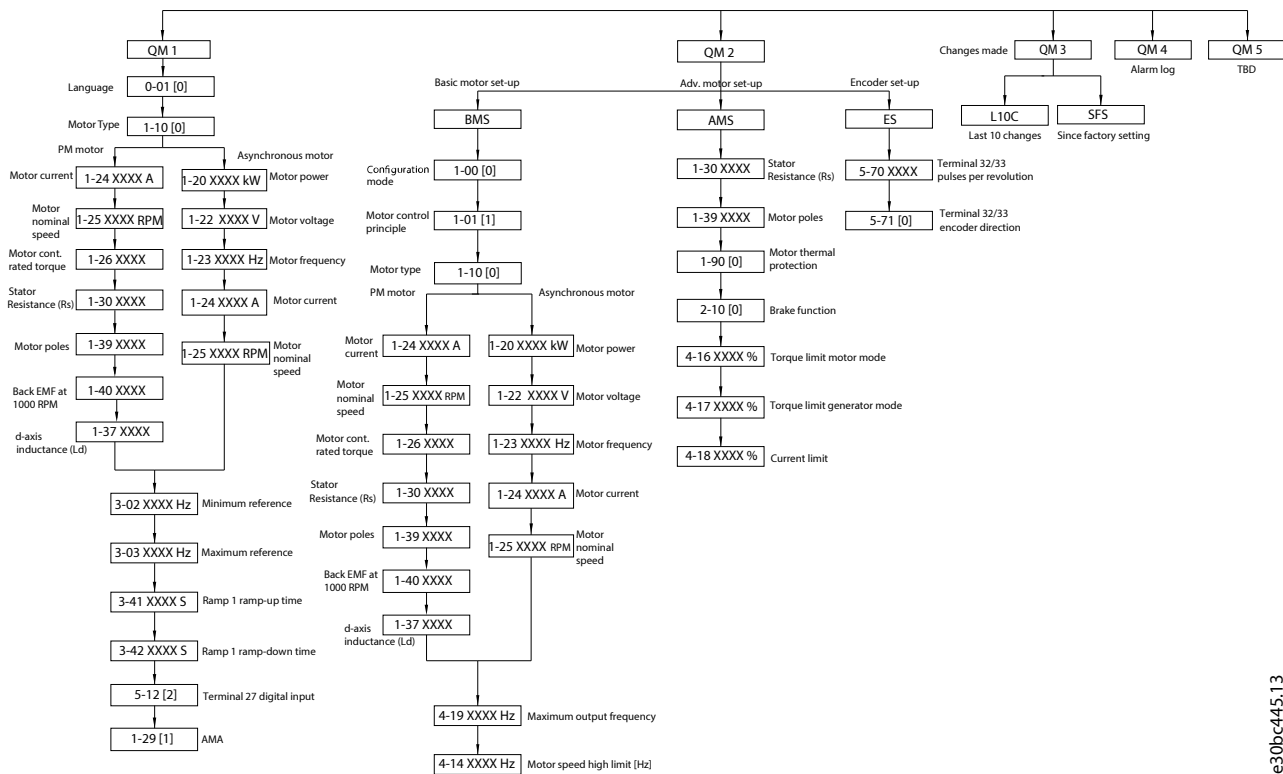 QM 1
Language
0-01 [0]
Motor Type
1-10 [0]
PM motor
Motor current
1-24 XXXX A
Motor
nominal
speed
1-25 XXXX RPM
Motor cont.
rated torque
1-26 XXXX
Stator
Resistance (Rs)
1-30 XXXX
Motor poles
1-39 XXXX
Back EMF at
1000 RPM
1-40 XXXX
d-axis
inductance (Ld)
1-37 XXXX
Asynchronous motor
1-20 XXXX kW
Motor power
1-22 XXXX V
Motor voltage
1-23 XXXX Hz
Motor frequency
1-24 XXXX A
Motor current
1-25 XXXX RPM
Motor
nominal
speed
3-02 XXXX Hz
Minimum reference
3-03 XXXX Hz
Maximum reference
3-41 XXXX S
Ramp 1 ramp-up time
3-42 XXXX S
Ramp 1 ramp-down time
5-12 [2]
Terminal 27 digital input
1-29 [1]
AMA
QM 2
Basic motor set-up
BMS
Configuration
mode
1-00 [0]
Motor control
principle
1-01 [1]
Motor type
1-10 [0]
PM motor
Motor
current
1-24 XXXX A
Motor
nominal
speed
1-25 XXXX RPM
Motor cont.
rated torque
1-26 XXXX
Stator
Resistance (Rs)
1-30 XXXX
Motor poles
1-39 XXXX
Back EMF at
1000 RPM
1-40 XXXX
d-axis
inductance (Ld)
1-37 XXXX
Asynchronous motor
1-20 XXXX kW
Motor power
1-22 XXXX V
Motor voltage
1-23 XXXX Hz
Motor frequency
1-24 XXXX A
Motor current
1-25 XXXX RPM
Motor
nominal
speed
4-19 XXXX Hz
Maximum output frequency
4-14 XXXX Hz
Motor speed high limit [Hz]
Adv. motor set-up
AMS
1-30 XXXX
Stator
Resistance (Rs)
1-39 XXXX
Motor poles
1-90 [0]
Motor thermal
protection
2-10 [0]
Brake function
4-16 XXXX %
Torque limit motor mode
4-17 XXXX %
Torque limit generator mode
4-18 XXXX %
Current limit
Encoder set-up
ES
5-70 XXXX
Terminal 32/33
pulses per revolution
5-71 [0]
Terminal 32/33
encoder direction
Changes made
QM 3
L10C
Last 10 changes
SFS
Since factory setting
QM 4
Alarm log
QM 5
TBD
e30bc445.13